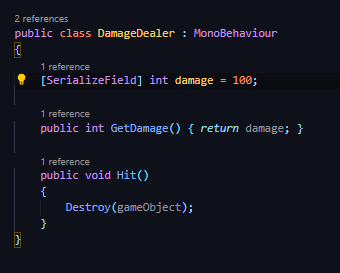 2 references
public class DamageDealer : MonoBehaviour
{
1 reference
[SerializeField] int damage = 100;
1 reference
public int GetDamage() { return damage; }
1 reference
public void Hit()
{
Destroy(gameObject);
}
}